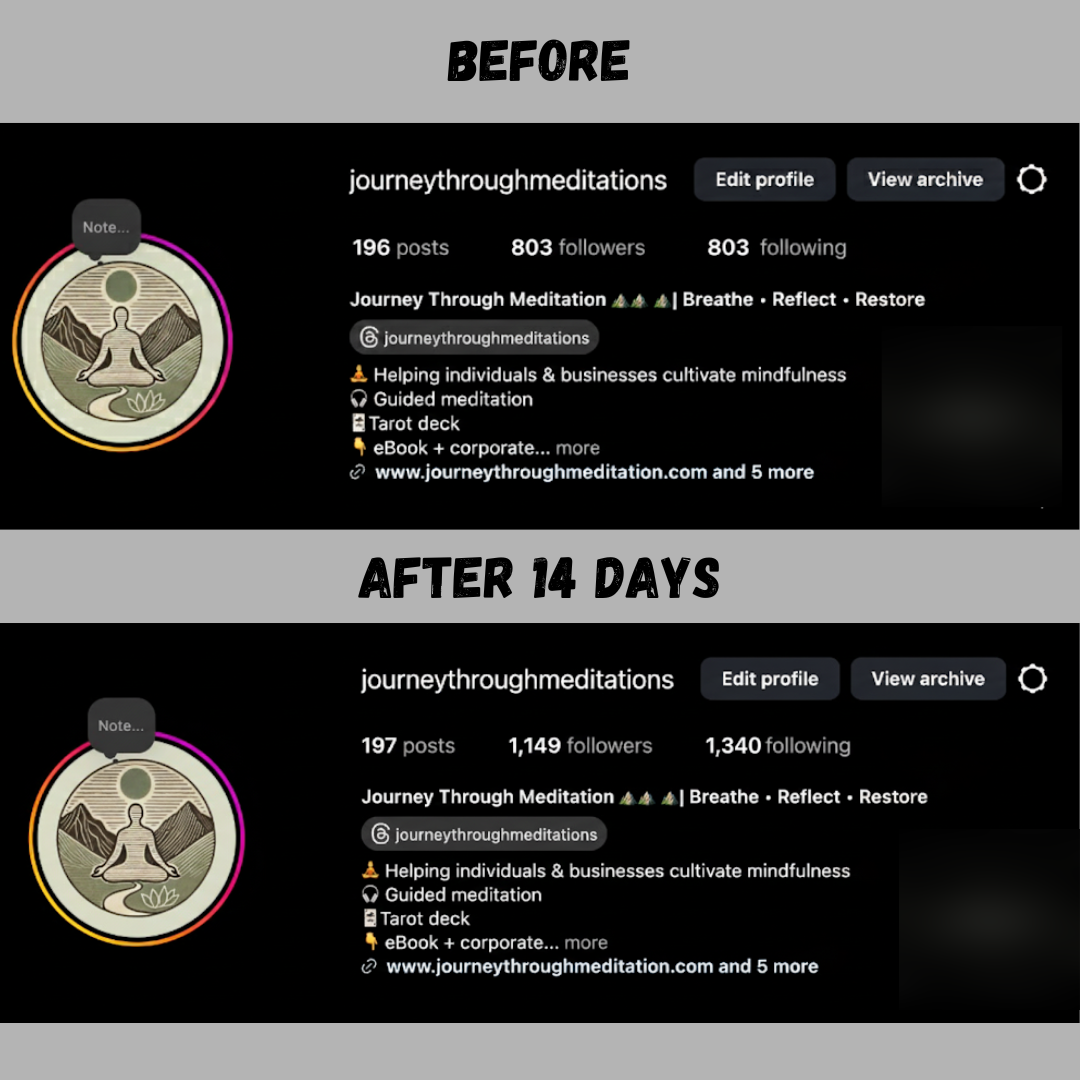 BEFORE
journeythroughmeditations Edit profile View archive
Note...
196 posts 803 followers 803 following
Journey Through Meditation ⛰️⛰️ ⛰️| Breathe • Reflect • Restore
journeythroughmeditations
🧘 Helping individuals & businesses cultivate mindfulness
🎧 Guided meditation
🃏Tarot deck
👇 eBook + corporate... more
www.journeythroughmeditation.com and 5 more
AFTER 14 DAYS
journeythroughmeditations Edit profile View archive
Note...
197 posts 1,149 followers 1,340 following
Journey Through Meditation ⛰️⛰️ ⛰️| Breathe • Reflect • Restore
journeythroughmeditations
🧘 Helping individuals & businesses cultivate mindfulness
🎧 Guided meditation
🃏Tarot deck
👇 eBook + corporate... more
www.journeythroughmeditation.com and 5 more